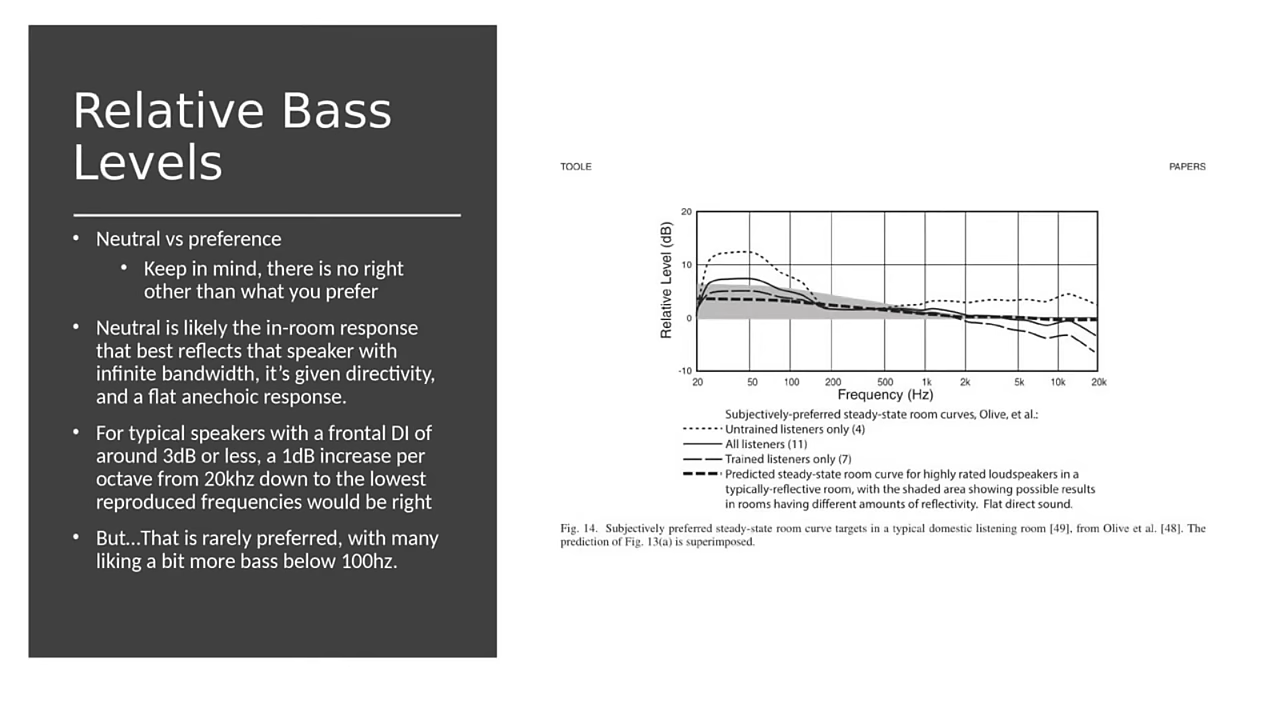 Relative Bass
Levels
• Neutral vs preference
• Keep in mind, there is no right
other than what you prefer
• Neutral is likely the in-room response
that best reflects that speaker with
infinite bandwidth, it’s given directivity,
and a flat anechoic response.
• For typical speakers with a frontal DI of
around 3dB or less, a 1dB increase per
octave from 20khz down to the lowest
reproduced frequencies would be right
• But...That is rarely preferred, with many
liking a bit more bass below 100hz.
TOOLE PAPERS
Relative Level (dB)
20
10
0
-10
20 50 100 200 500 1k 2k 5k 10k 20k
Frequency (Hz)
Subjectively-preferred steady-state room curves, Olive, et al.:
Untrained listeners only (4)
All listeners (11)
Trained listeners only (7)
Predicted steady-state room curve for highly rated loudspeakers in a
typically-reflective room, with the shaded area showing possible results
in rooms having different amounts of reflectivity. Flat direct sound.
Fig. 14. Subjectively preferred steady-state room curve targets in a typical domestic listening room [49], from Olive et al. [48]. The
prediction of Fig. 13(a) is superimposed.